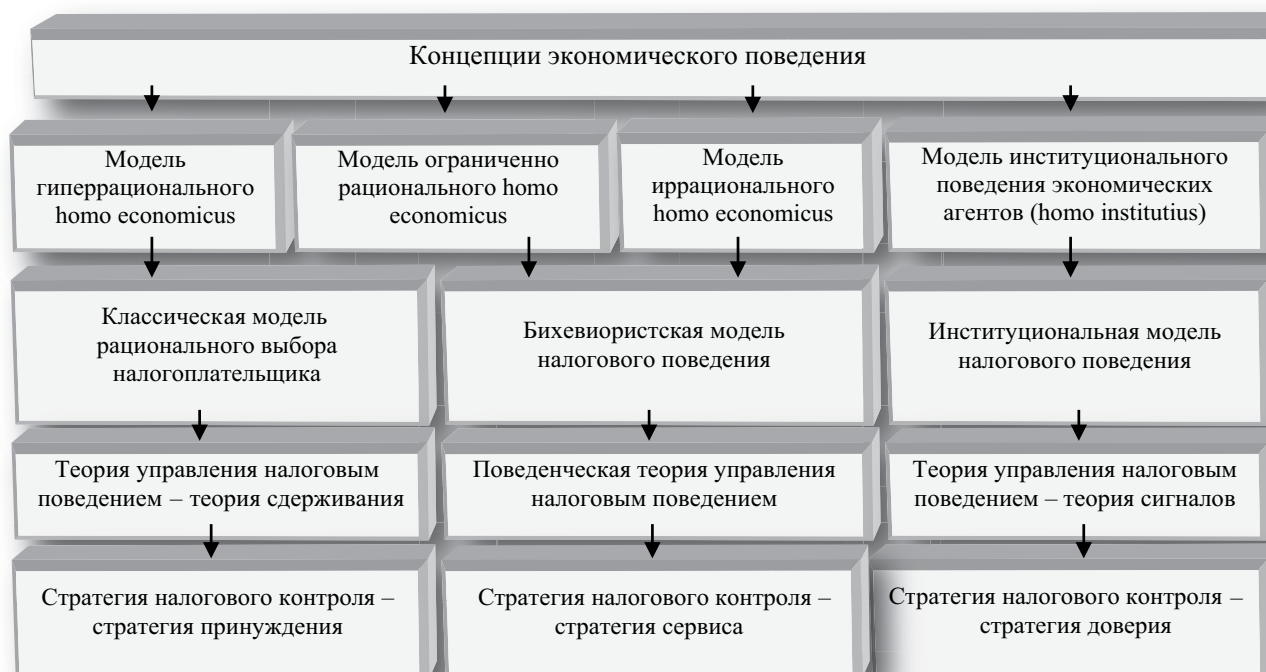 Концепции экономического поведения
Модель
гиперрационального
homo economicus
Модель ограниченно
рационального homo
economicus
Модель
иррационального
homo economicus
Модель институционального
поведения экономических
агентов (homo institutius)
Классическая модель
рационального выбора
налогоплательщика
Бихевиористская модель
налогового поведения
Институциональная модель
налогового поведения
Теория управления налоговым
поведением – теория сдерживания
Поведенческая теория управления
налоговым поведением
Теория управления налоговым
поведением – теория сигналов
Стратегия налогового контроля –
стратегия принуждения
Стратегия налогового контроля –
стратегия сервиса
Стратегия налогового контроля –
стратегия доверия